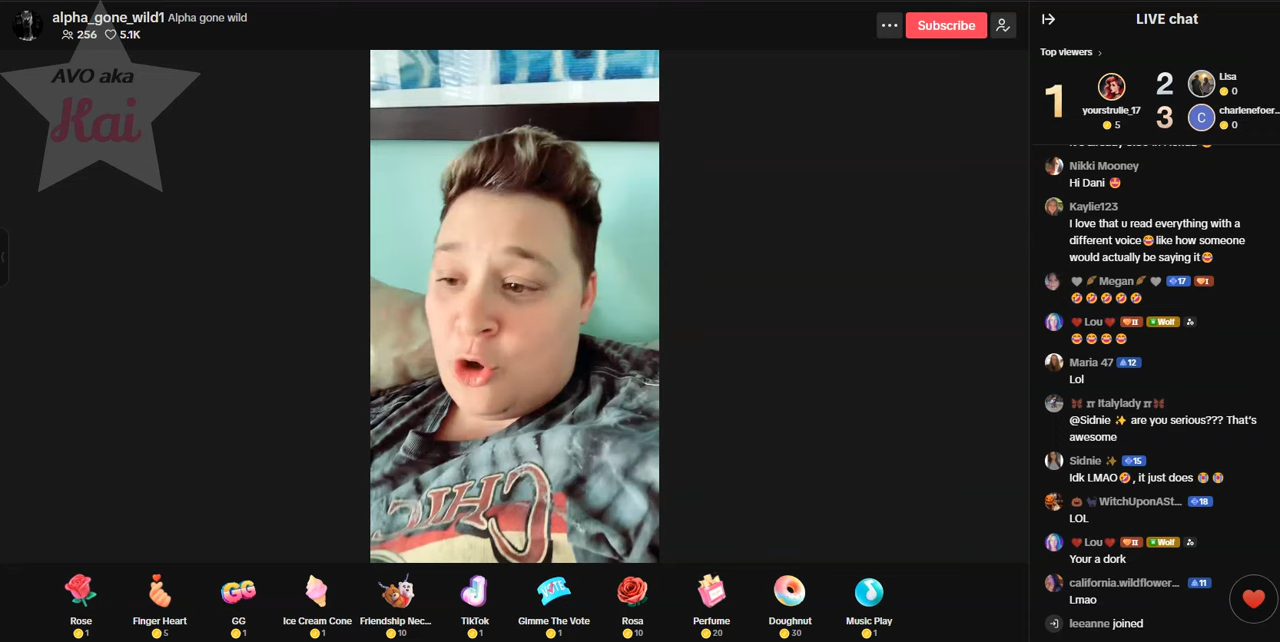 alpha_gone_wild1 Alpha gone wild
256 5.1K
Subscribe
AVO aka
Kai
LIVE chat
Top viewers
1
yourstrulie_17
5
2
Lisa
0
3
C
charlenefoer...
0
Nikki Mooney
Hi Dani
Kaylie123
I love that u read everything with a
different voice like how someone
would actually be saying it
Megan 17 I
Lou II Wolf
Maria 47 12
Lol
ππ Italylady ππ
@Sidnie are you serious??? That's
awesome
Sidnie 15
Idk LMAO, it just does
WitchUponASt... 18
LOL
Lou II Wolf
Your a dork
california.wildflower... 11
Lmao
leeanne joined
GG
Rose
1
Finger Heart
5
GG
1
Ice Cream Cone
1
Friendship Nec...
10
TikTok
1
Gimme The Vote
1
Rosa
10
Perfume
20
Doughnut
30
Music Play
1